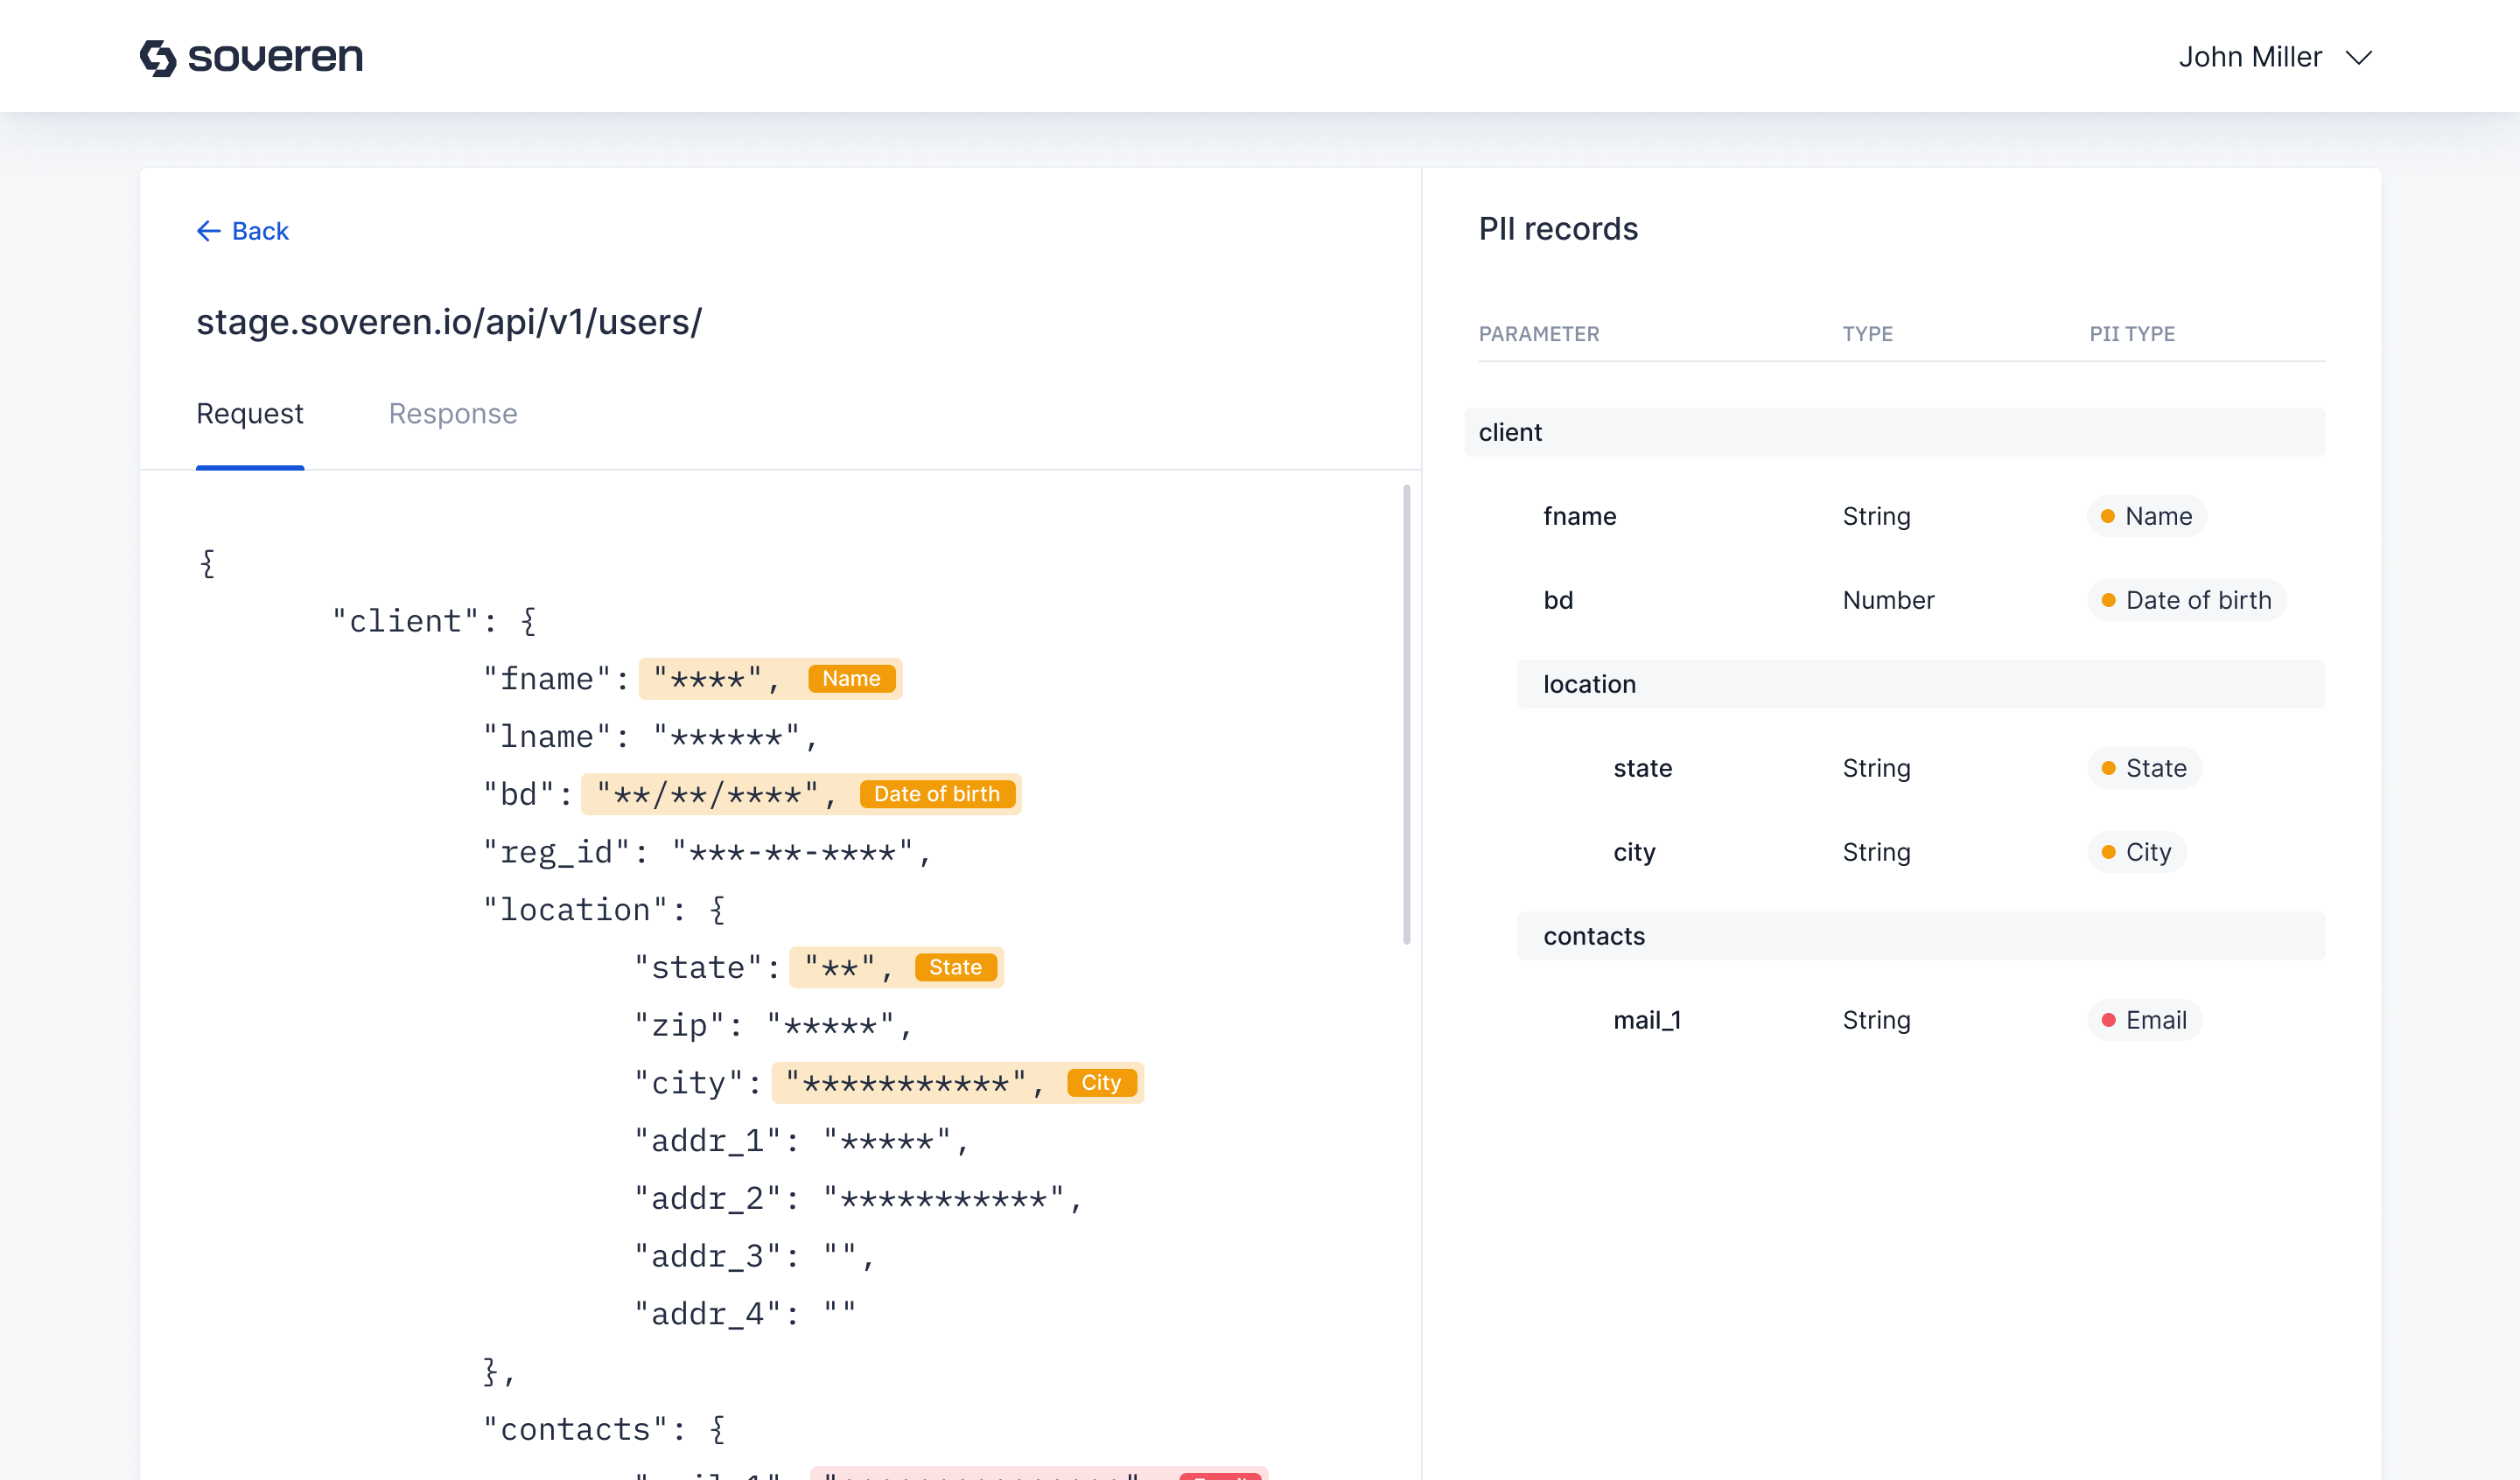 soveren
John Miller
Back
stage.soveren.io/api/v1/users/
Request Response
{
"client": {
"fname": "****", Name
"lname": "******",
"bd": "**/**/****", Date of birth
"reg_id": "***-**-****",
"location": {
"state": "**", State
"zip": "*****",
"city": "***********", City
"addr_1": "*****",
"addr_2": "***********",
"addr_3": "",
"addr_4": ""
},
"contacts": {
PII records
PARAMETER TYPE PII TYPE
client
fname String Name
bd Number Date of birth
location
state String State
city String City
contacts
mail_1 String Email